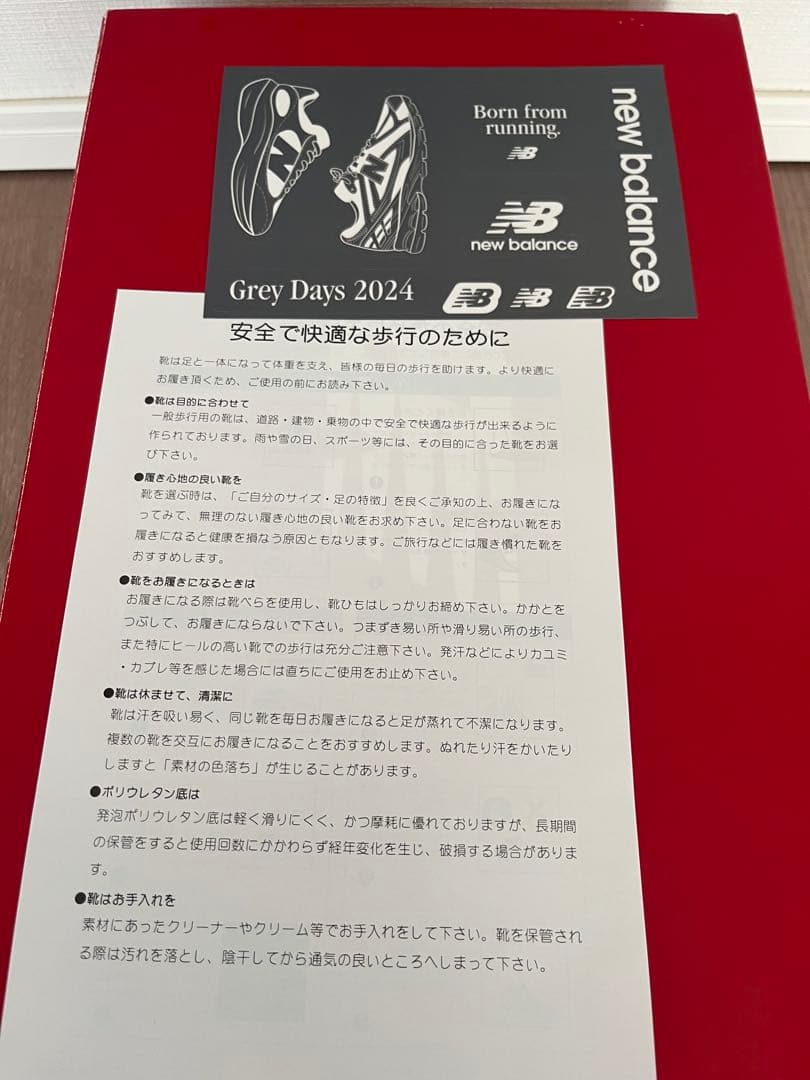 Born from
running.
NB
new balance
NB
new balance
Grey Days 2024
NB
NB
NB
安全で快適な歩行のために
靴は足と一体になって体重を支え、皆様の毎日の歩行を助けます。より快適に
お履き頂くため、ご使用の前にお読み下さい。
●靴は目的に合わせて
一般歩行用の靴は、道路・建物・乗物の中で安全で快適な歩行が出来るように
作られております。雨や雪の日、スポーツ等には、その目的に合った靴をお選
び下さい。
●履き心地の良い靴を
靴を選ぶ時は、「ご自分のサイズ・足の特徴」を良くご承知の上、お履きにな
ってみて、無理のない履き心地の良い靴をお求め下さい。足に合わない靴をお
履きになると健康を損なう原因ともなります。ご旅行などには履き慣れた靴を
おすすめします。
●靴をお履きになるときは
お履きになる際は靴べらを使用し、靴ひもはしっかりお締め下さい。かかとを
つぶして、お履きにならないで下さい。つまずき易い所や滑り易い所の歩行、
また特にヒールの高い靴での歩行は充分ご注意下さい。発汗などによりカユミ
・カブレ等を感じた場合には直ちにご使用をお止め下さい。
●靴は休ませて、清潔に
靴は汗を吸い易く、同じ靴を毎日お履きになると足が蒸れて不潔になります。
複数の靴を交互にお履きになることをおすすめします。ぬれたり汗をかいたり
しますと「素材の色落ち」が生じることがあります。
●ポリウレタン底は
発泡ポリウレタン底は軽く滑りにくく、かつ摩耗に優れておりますが、長期間
の保管をすると使用回数にかかわらず経年変化を生じ、破損する場合がありま
す。
●靴はお手入れを
素材にあったクリーナーやクリーム等でお手入れをして下さい。靴を保管され
る際は汚れを落とし、陰干ししてから通気の良いところへしまって下さい。